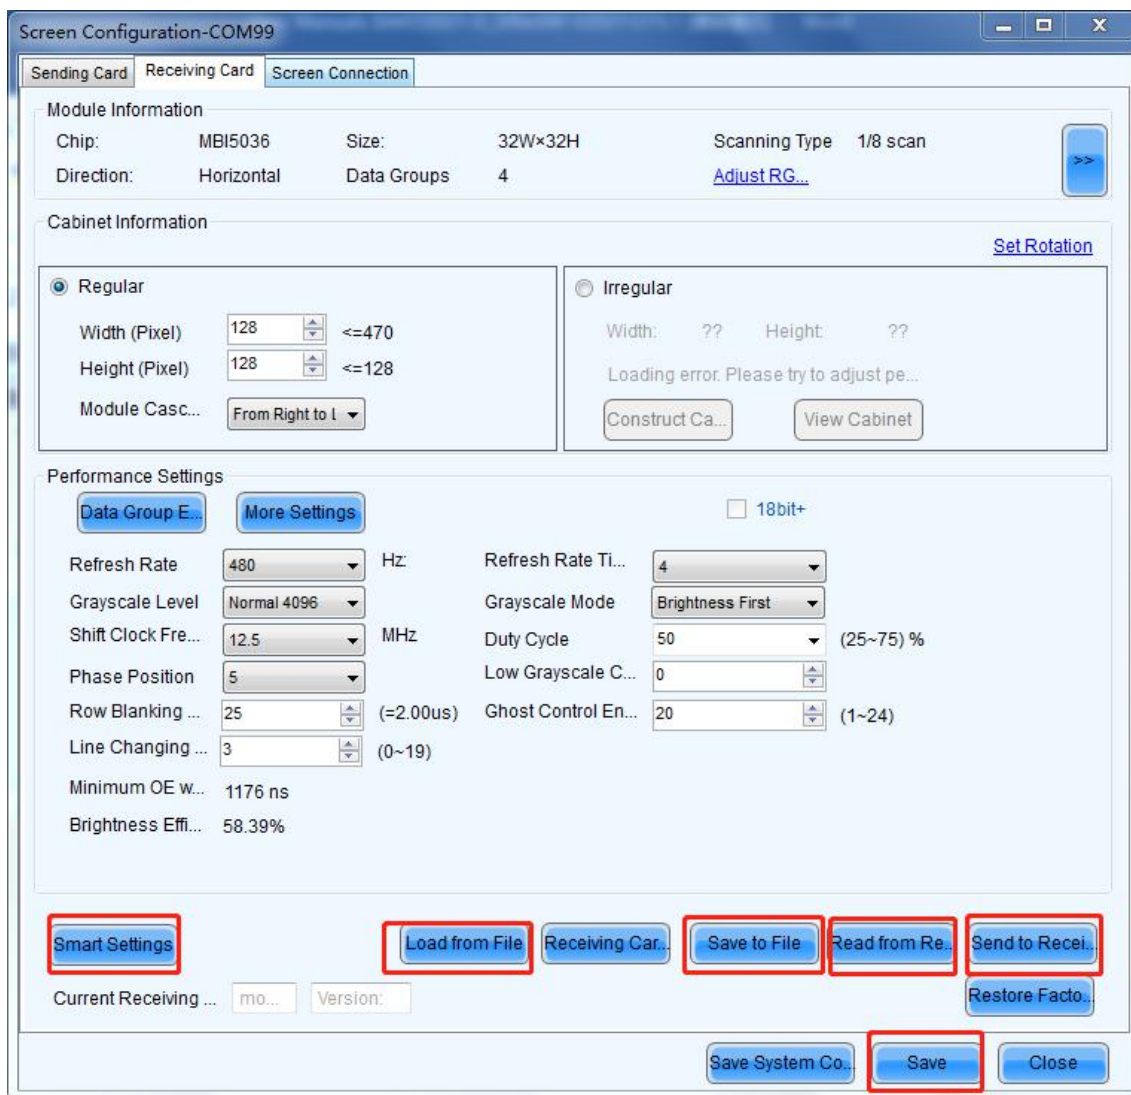 Screen Configuration-COM99
Sending Card Receiving Card Screen Connection
Module Information
Chip: MBI5036 Size: 32W×32H Scanning Type 1/8 scan
>>
Direction: Horizontal Data Groups 4 Adjust RG...
Cabinet Information
Set Rotation
Regular
Width (Pixel) 128 <=470
Height (Pixel) 128 <=128
Module Casc... From Right to L
Irregular
Width: ?? Height: ??
Loading error. Please try to adjust pe...
Construct Ca... View Cabinet
Performance Settings
Data Group E... More Settings 18bit+
Refresh Rate 480 Hz: Refresh Rate Ti... 4
Grayscale Level Normal 4096 Grayscale Mode Brightness First
Shift Clock Fre... 12.5 MHz Duty Cycle 50 (25~75) %
Phase Position 5 Low Grayscale C... 0
Row Blanking ... 25 (=2.00us) Ghost Control En... 20 (1~24)
Line Changing ... 3 (0~19)
Minimum OE w... 1176 ns
Brightness Effi... 58.39%
Smart Settings Load from File Receiving Car... Save to File Read from Re... Send to Recei...
Current Receiving ... mo... Version: Restore Facto...
Save System Co... Save Close